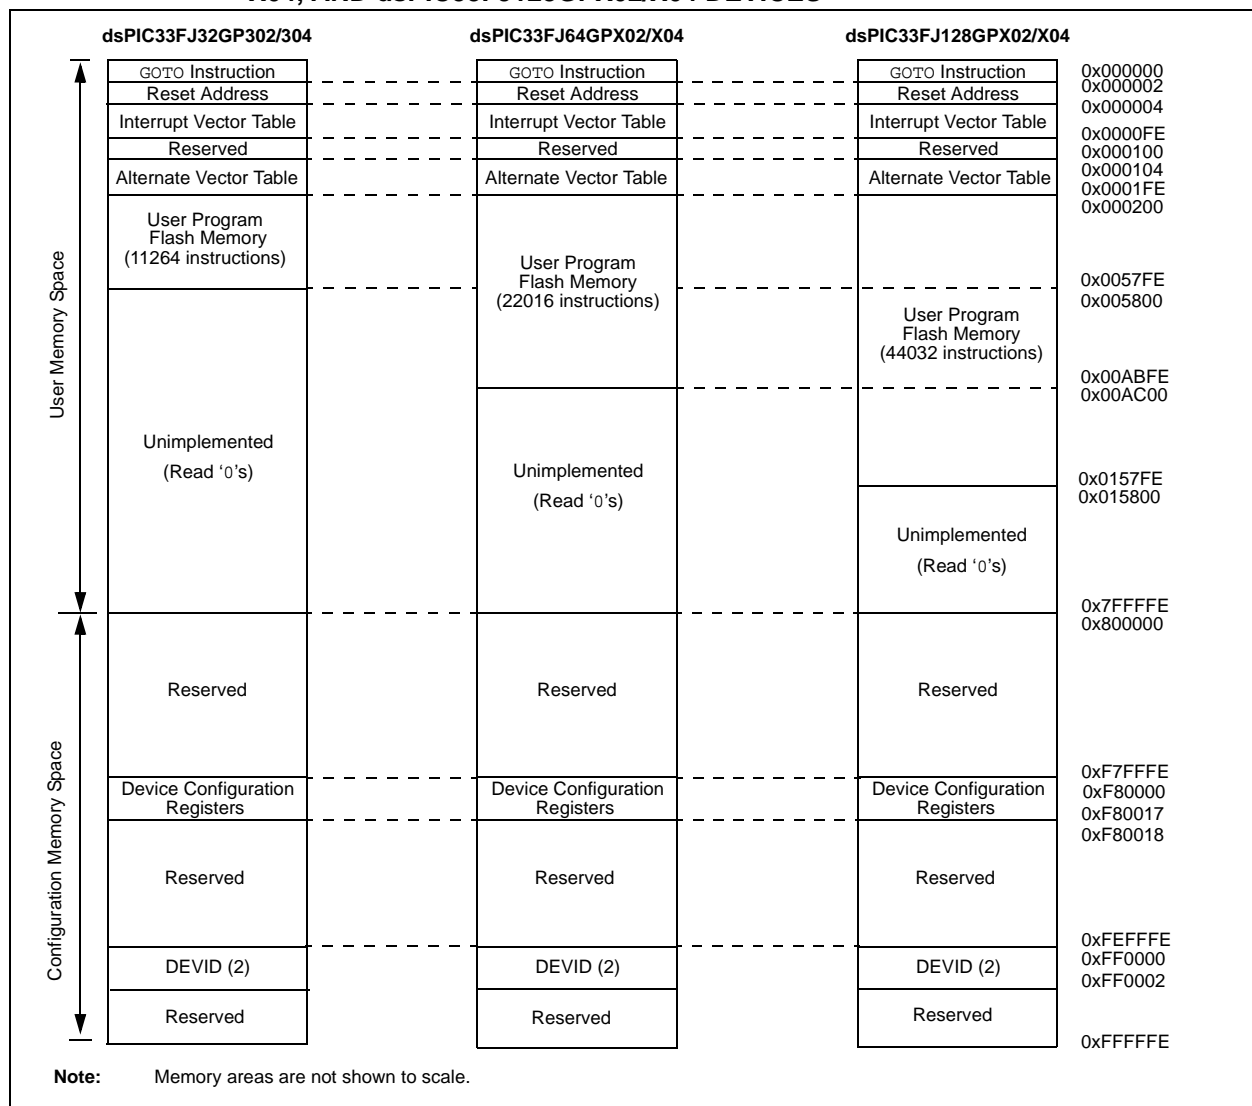 X04, AND dsPIC33FJ128GPX02/X04 DEVICES
dsPIC33FJ32GP302/304
dsPIC33FJ64GPX02/X04
dsPIC33FJ128GPX02/X04
User Memory Space
Configuration Memory Space
GOTO Instruction
Reset Address
Interrupt Vector Table
Reserved
Alternate Vector Table
User Program
Flash Memory
(11264 instructions)
Unimplemented
(Read ‘0’s)
Reserved
Device Configuration
Registers
Reserved
DEVID (2)
Reserved
GOTO Instruction
Reset Address
Interrupt Vector Table
Reserved
Alternate Vector Table
User Program
Flash Memory
(22016 instructions)
Unimplemented
(Read ‘0’s)
Reserved
Device Configuration
Registers
Reserved
DEVID (2)
Reserved
GOTO Instruction
Reset Address
Interrupt Vector Table
Reserved
Alternate Vector Table
User Program
Flash Memory
(44032 instructions)
Unimplemented
(Read ‘0’s)
Reserved
Device Configuration
Registers
Reserved
DEVID (2)
Reserved
0x000000
0x000002
0x000004
0x0000FE
0x000100
0x000104
0x0001FE
0x000200
0x0057FE
0x005800
0x00ABFE
0x00AC00
0x0157FE
0x015800
0x7FFFFE
0x800000
0xF7FFFE
0xF80000
0xF80017
0xF80018
0xFEFFFE
0xFF0000
0xFF0002
0xFFFFFE
Note: Memory areas are not shown to scale.